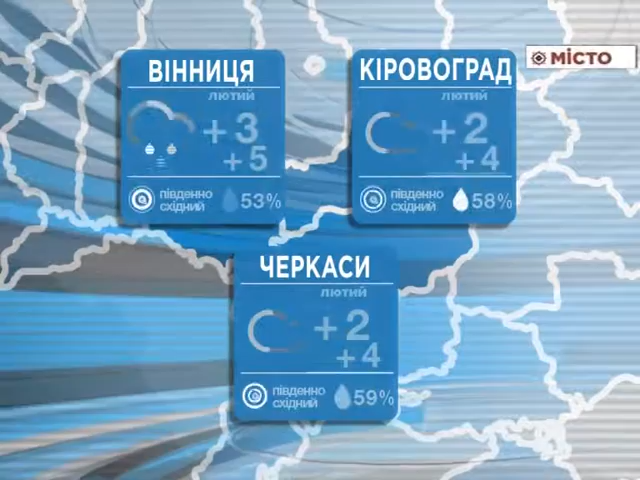 МІСТО
ВІННИЦЯ
лютий
+3
+5
південно
східний
53%
КІРОВОГРАД
лютий
+2
+4
південно
східний
58%
ЧЕРКАСИ
лютий
+2
+4
південно
східний
59%